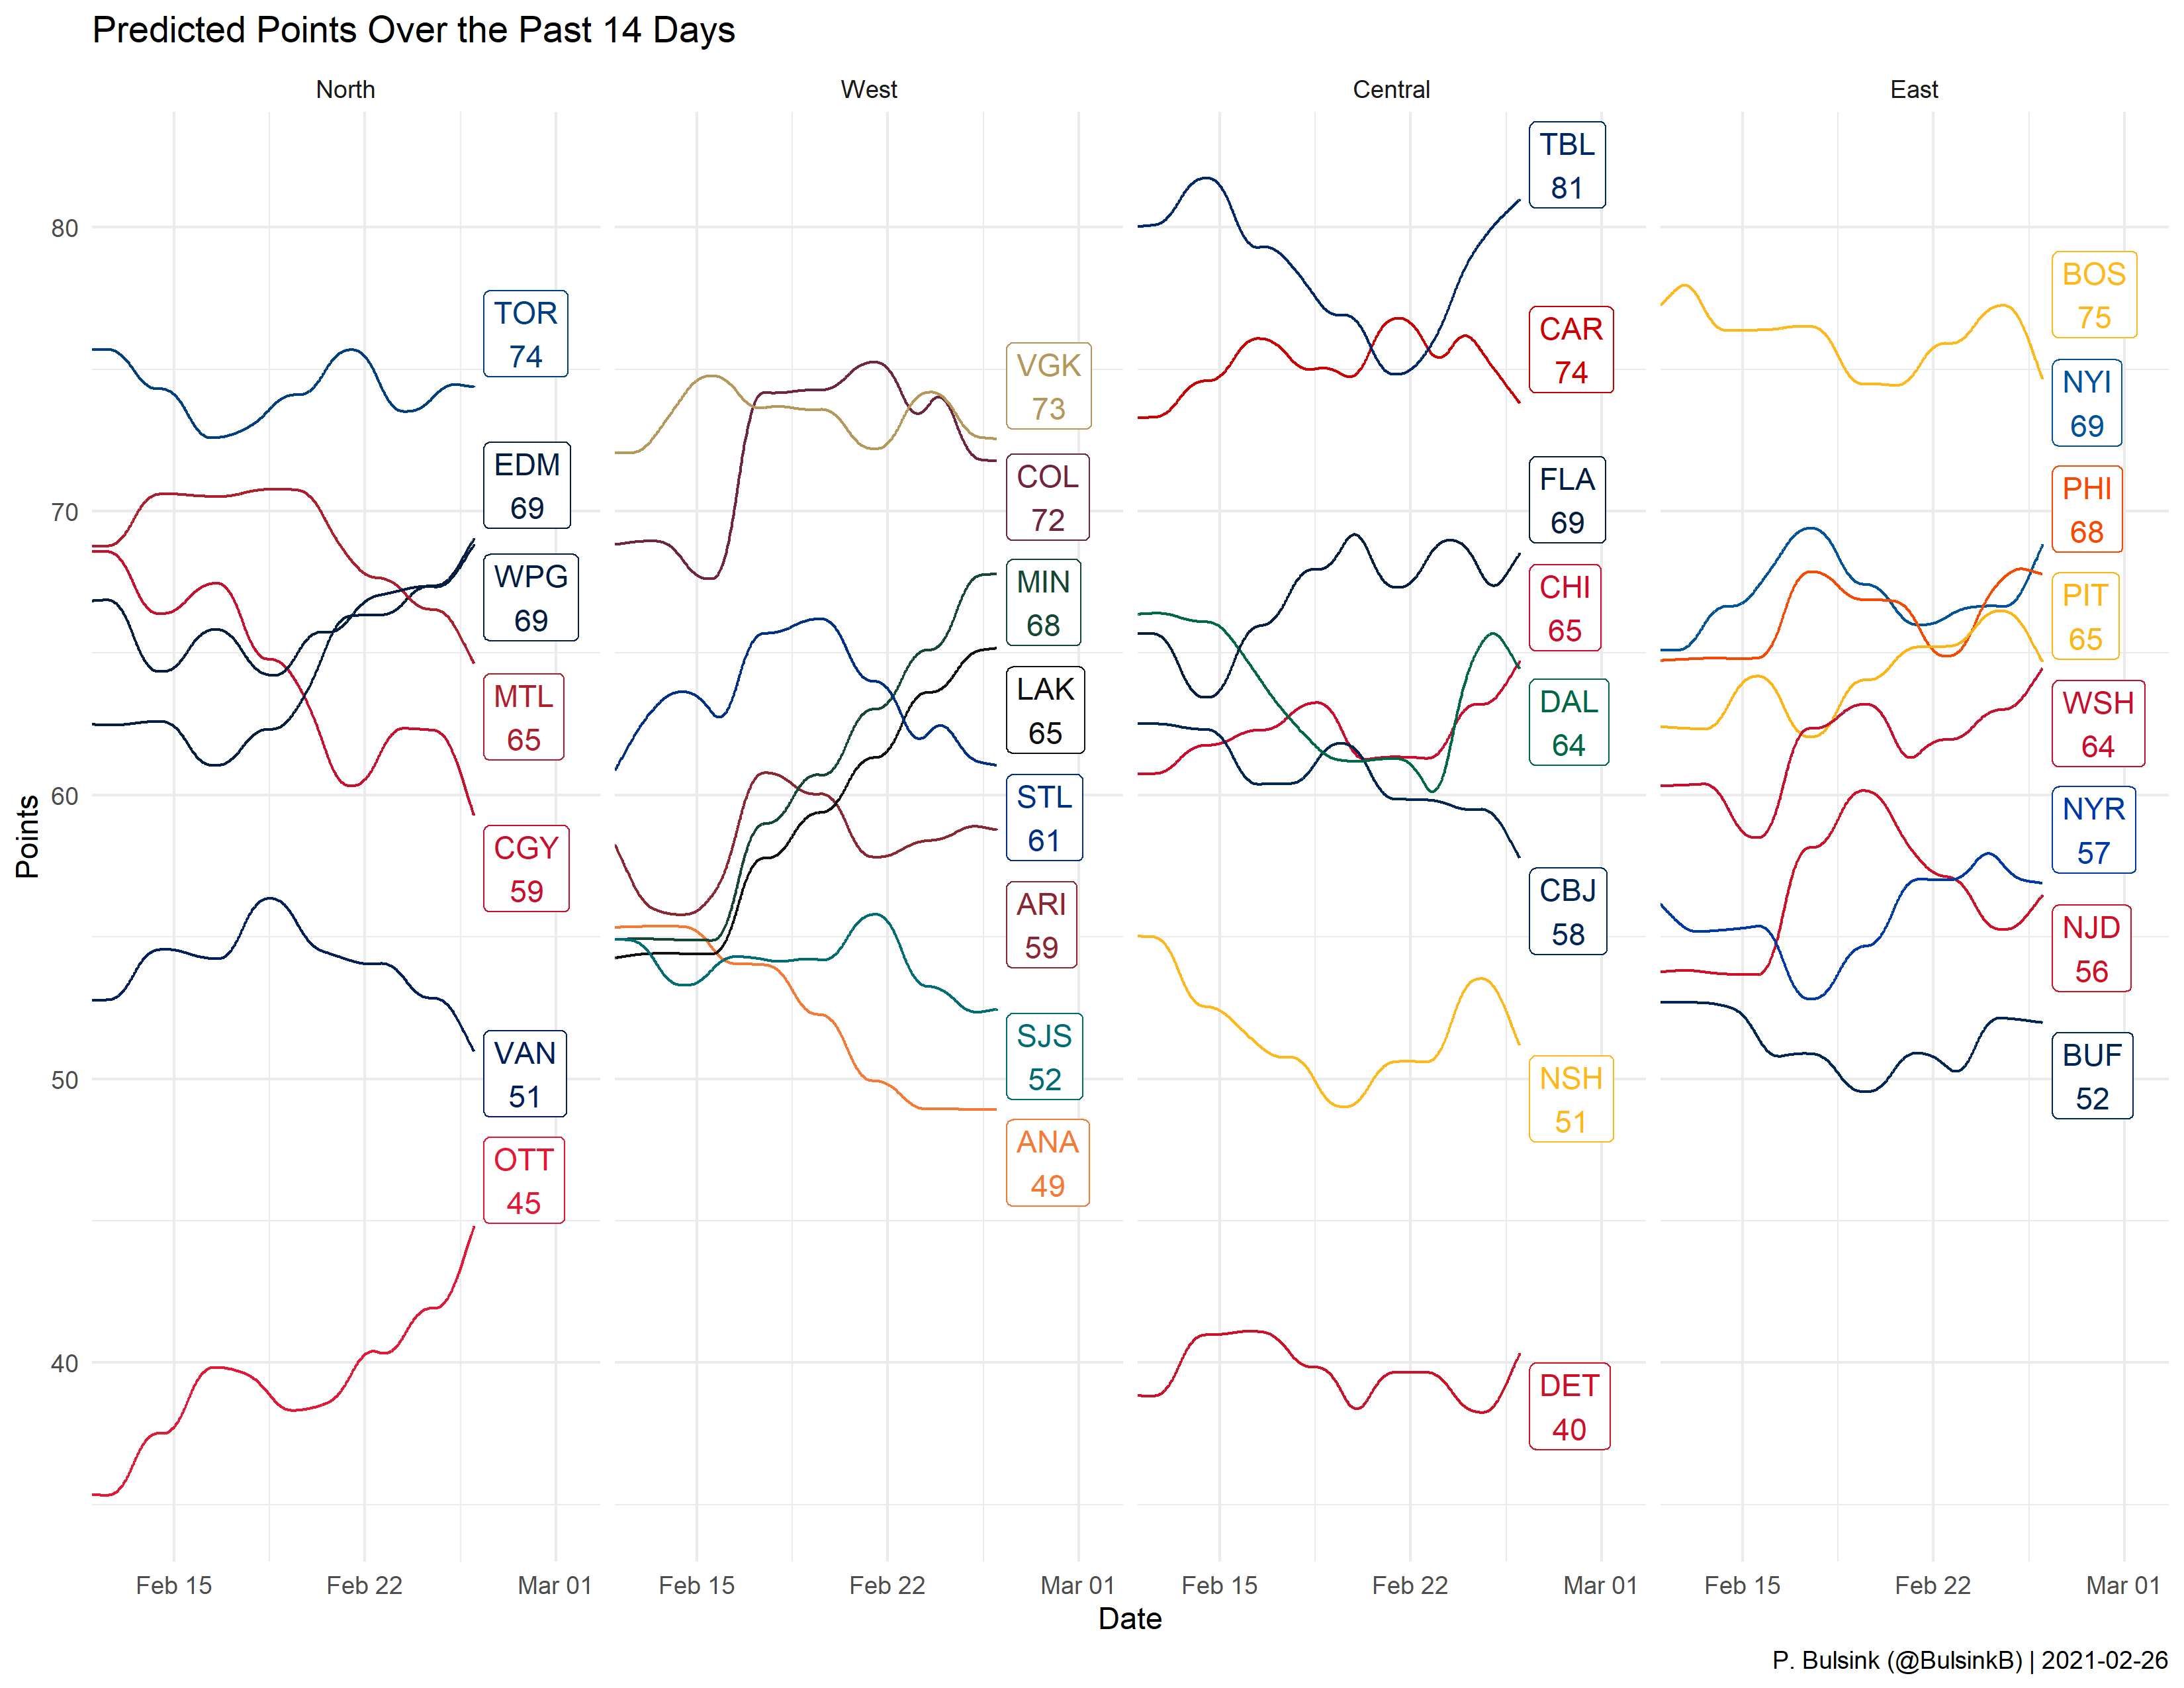 Predicted Points Over the Past 14 Days
North
West
Central
East
Points
80
70
60
50
40
TOR
74
EDM
69
WPG
69
MTL
65
CGY
59
VAN
51
OTT
45
VGK
73
COL
72
MIN
68
LAK
65
STL
61
ARI
59
SJS
52
ANA
49
TBL
81
CAR
74
FLA
69
CHI
65
DAL
64
CBJ
58
NSH
51
DET
40
BOS
75
NYI
69
PHI
68
PIT
65
WSH
64
NYR
57
NJD
56
BUF
52
Feb 15 Feb 22 Mar 01 Feb 15 Feb 22 Mar 01 Feb 15 Feb 22 Mar 01 Feb 15 Feb 22 Mar 01
Date
P. Bulsink (@BulsinkB) | 2021-02-26